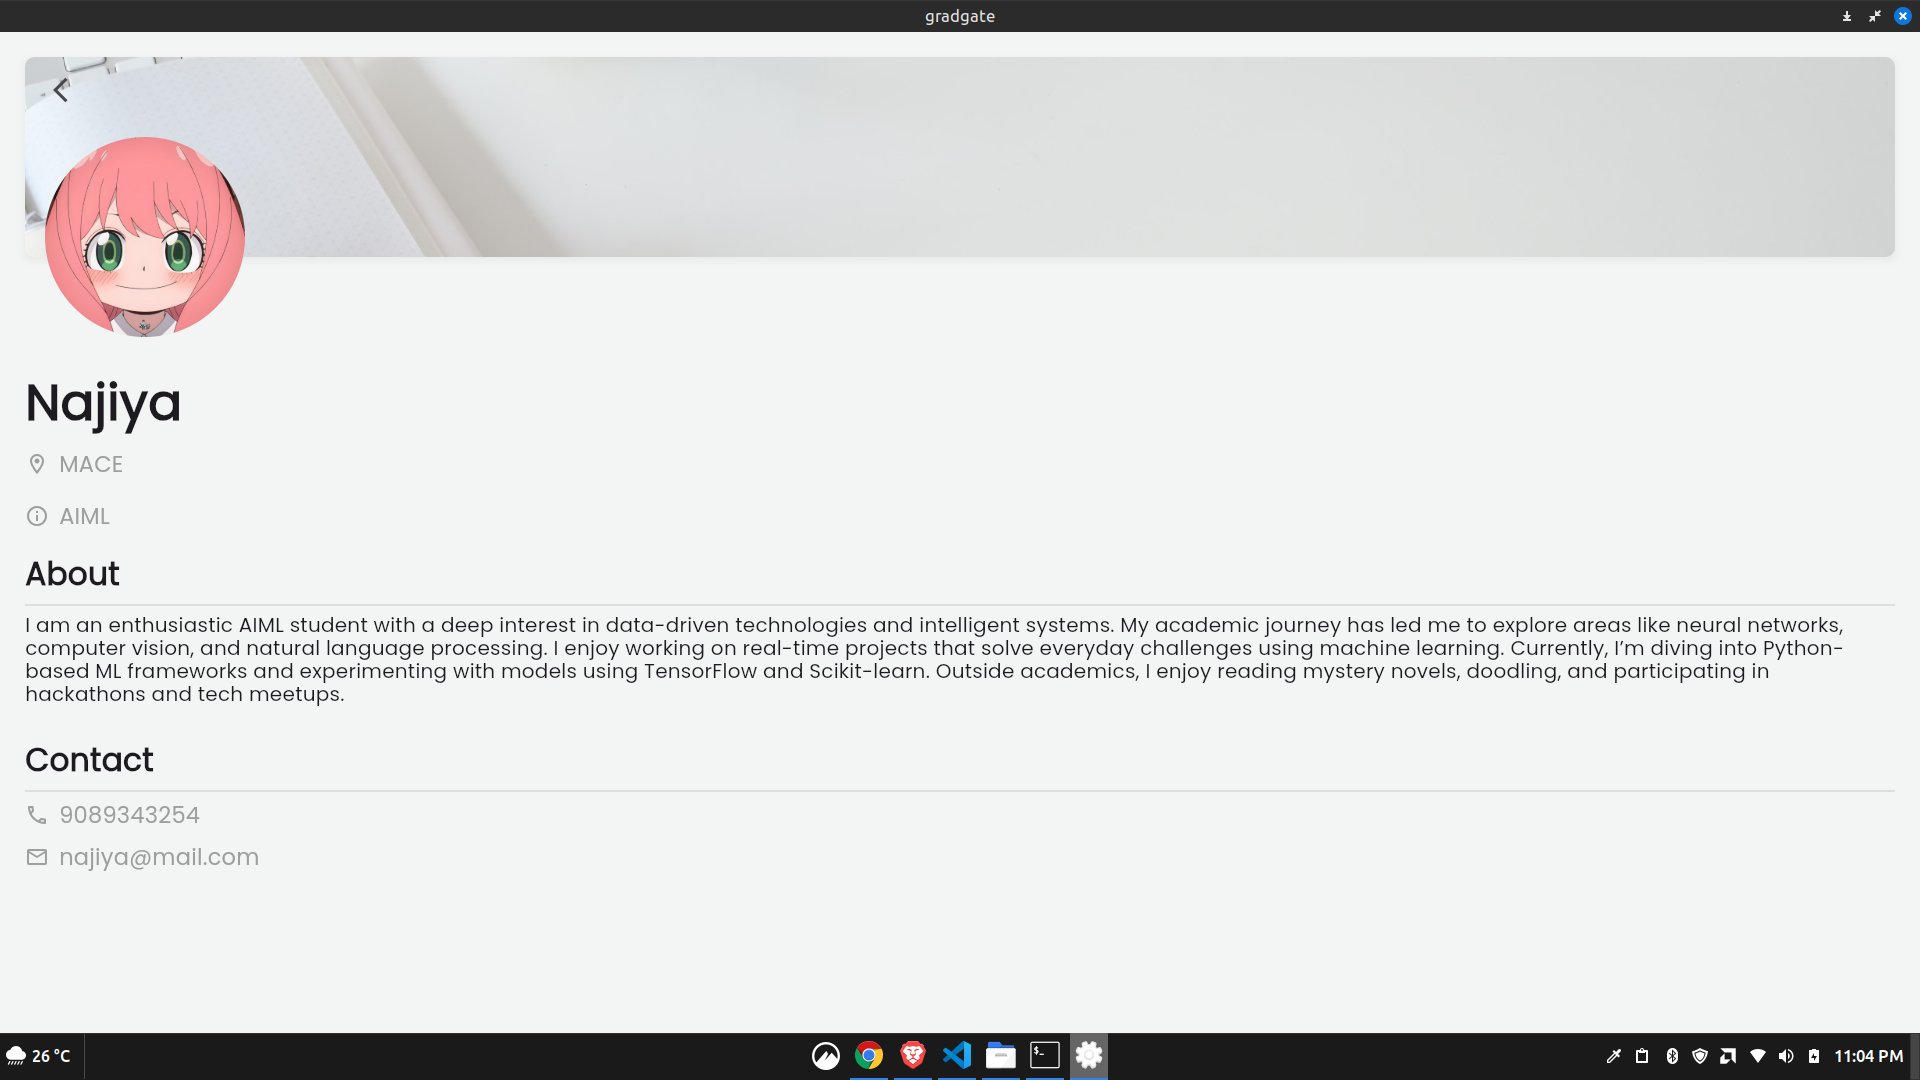 gradgate
Najiya
MACE
AIML
About
I am an enthusiastic AIML student with a deep interest in data-driven technologies and intelligent systems. My academic journey has led me to explore areas like neural networks,
computer vision, and natural language processing. I enjoy working on real-time projects that solve everyday challenges using machine learning. Currently, I’m diving into Python-
based ML frameworks and experimenting with models using TensorFlow and Scikit-learn. Outside academics, I enjoy reading mystery novels, doodling, and participating in
hackathons and tech meetups.
Contact
9089343254
najiya@mail.com
26 °C
$_
11:04 PM